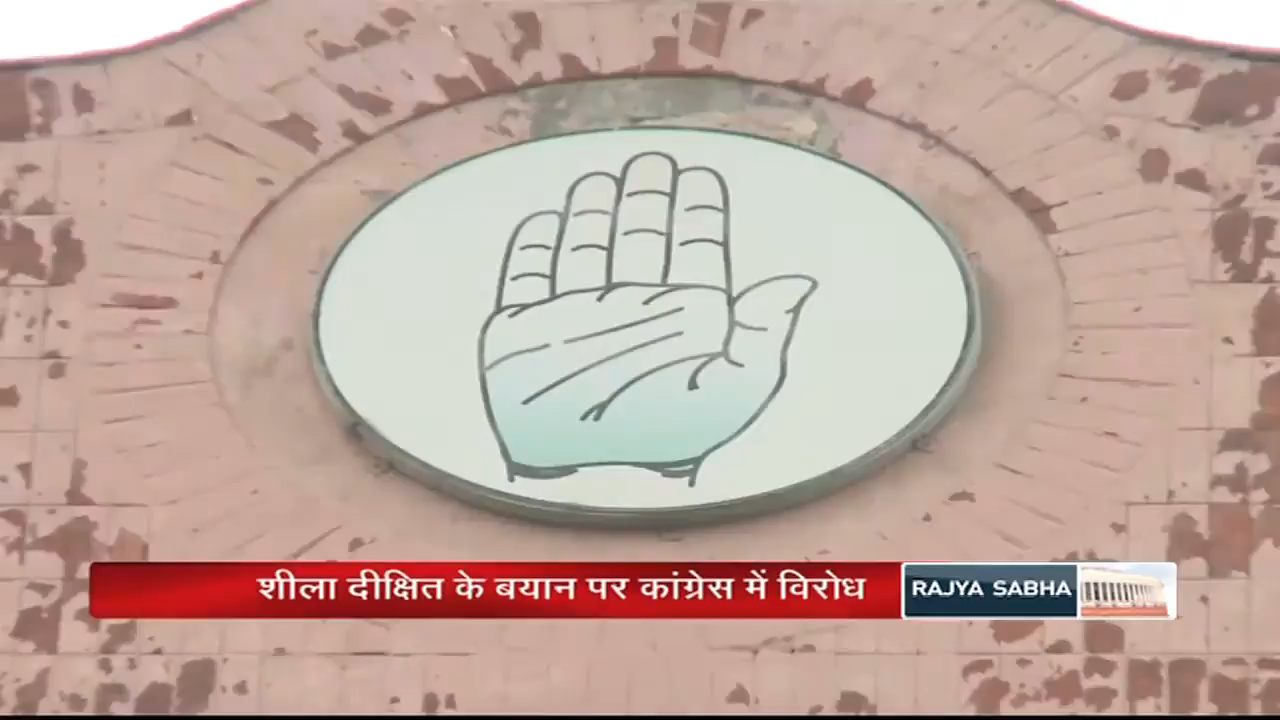 शीला दीक्षित के बयान पर कांग्रेस में विरोध
RAJYA SABHA